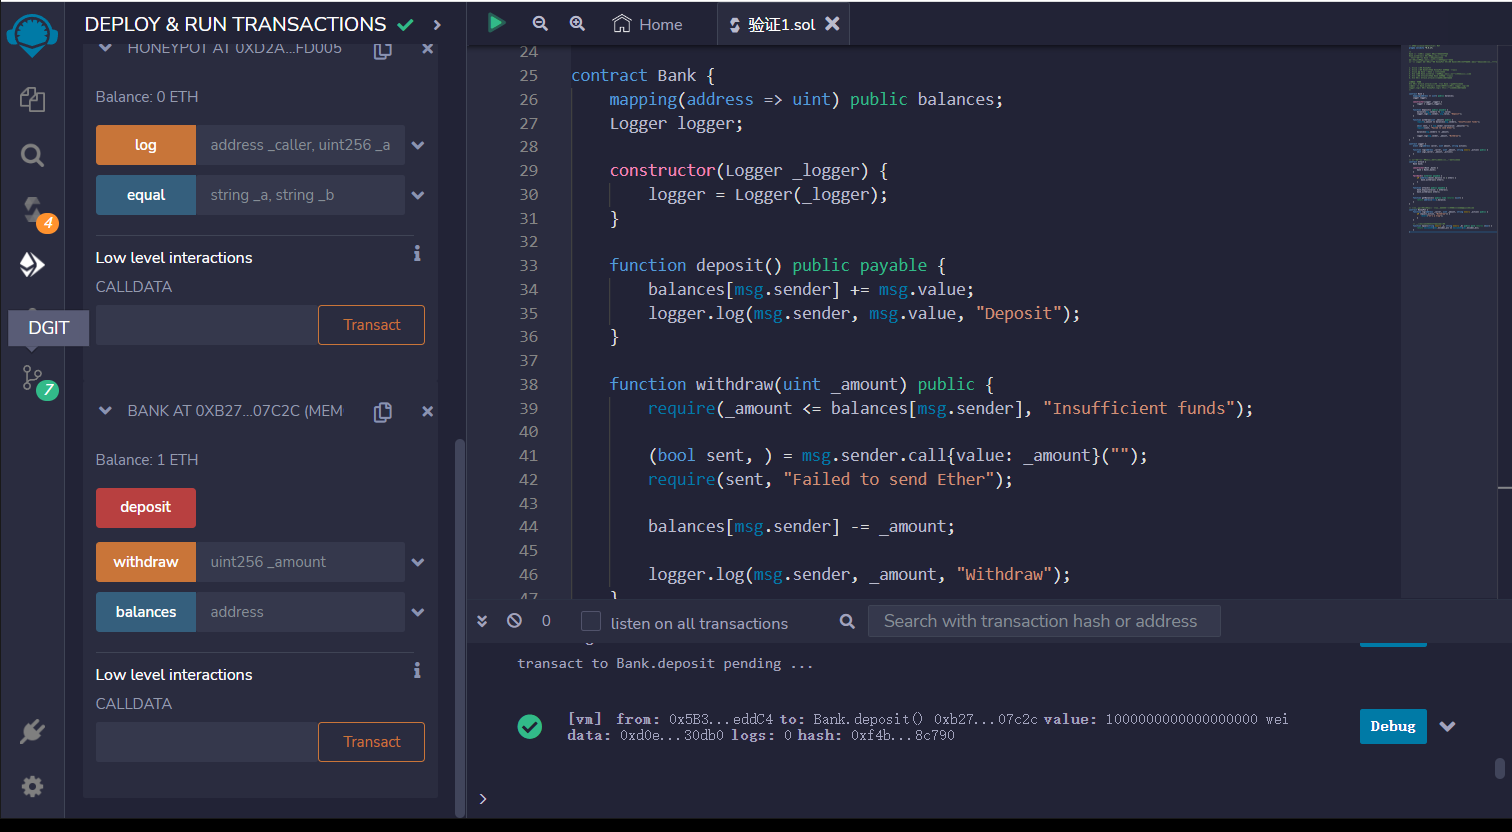 DEPLOY & RUN TRANSACTIONS
HONEYPOT AT 0XD2A...FD005
Balance: 0 ETH
log
address _caller, uint256 _a
equal
string _a, string _b
4
Low level interactions
CALLDATA
Transact
DGIT
7
BANK AT 0XB27...07C2C (MEM
Balance: 1 ETH
deposit
withdraw
uint256 _amount
balances
address
Low level interactions
CALLDATA
Transact
Home
验证1.sol
24
25 contract Bank {
26 mapping(address => uint) public balances;
27 Logger logger;
28
29 constructor(Logger _logger) {
30 logger = Logger(_logger);
31 }
32
33 function deposit() public payable {
34 balances[msg.sender] += msg.value;
35 logger.log(msg.sender, msg.value, "Deposit");
36 }
37
38 function withdraw(uint _amount) public {
39 require(_amount <= balances[msg.sender], "Insufficient funds");
40
41 (bool sent, ) = msg.sender.call{value: _amount}("");
42 require(sent, "Failed to send Ether");
43
44 balances[msg.sender] -= _amount;
45
46 logger.log(msg.sender, _amount, "Withdraw");
47 }
0
listen on all transactions
Search with transaction hash or address
transact to Bank.deposit pending ...
[vm] from: 0x5B3...eddC4 to: Bank.deposit() 0xb27...07c2c value: 1000000000000000000 wei
data: 0xd0e...30db0 logs: 0 hash: 0xf4b...8c790
Debug
>